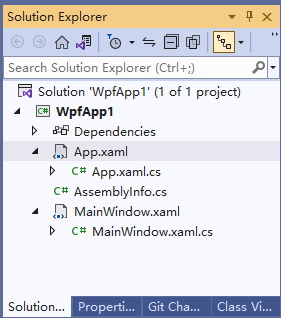 Solution Explorer
Search Solution Explorer (Ctrl+;)
Solution 'WpfApp1' (1 of 1 project)
C# WpfApp1
Dependencies
App.xaml
C# App.xaml.cs
C# AssemblyInfo.cs
MainWindow.xaml
C# MainWindow.xaml.cs
Solution... Properti... Git Cha... Class Vi...